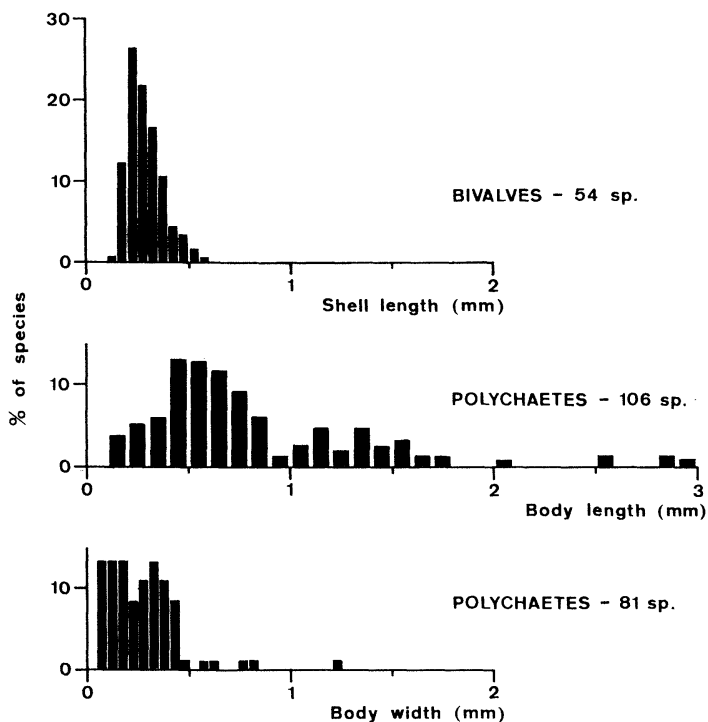 % of species
30
20
10
0
BIVALVES - 54 sp.
0 1 2
Shell length (mm)
10
0
POLYCHAETES - 106 sp.
0 1 2 3
Body length (mm)
10
0
POLYCHAETES - 81 sp.
0 1 2
Body width (mm)